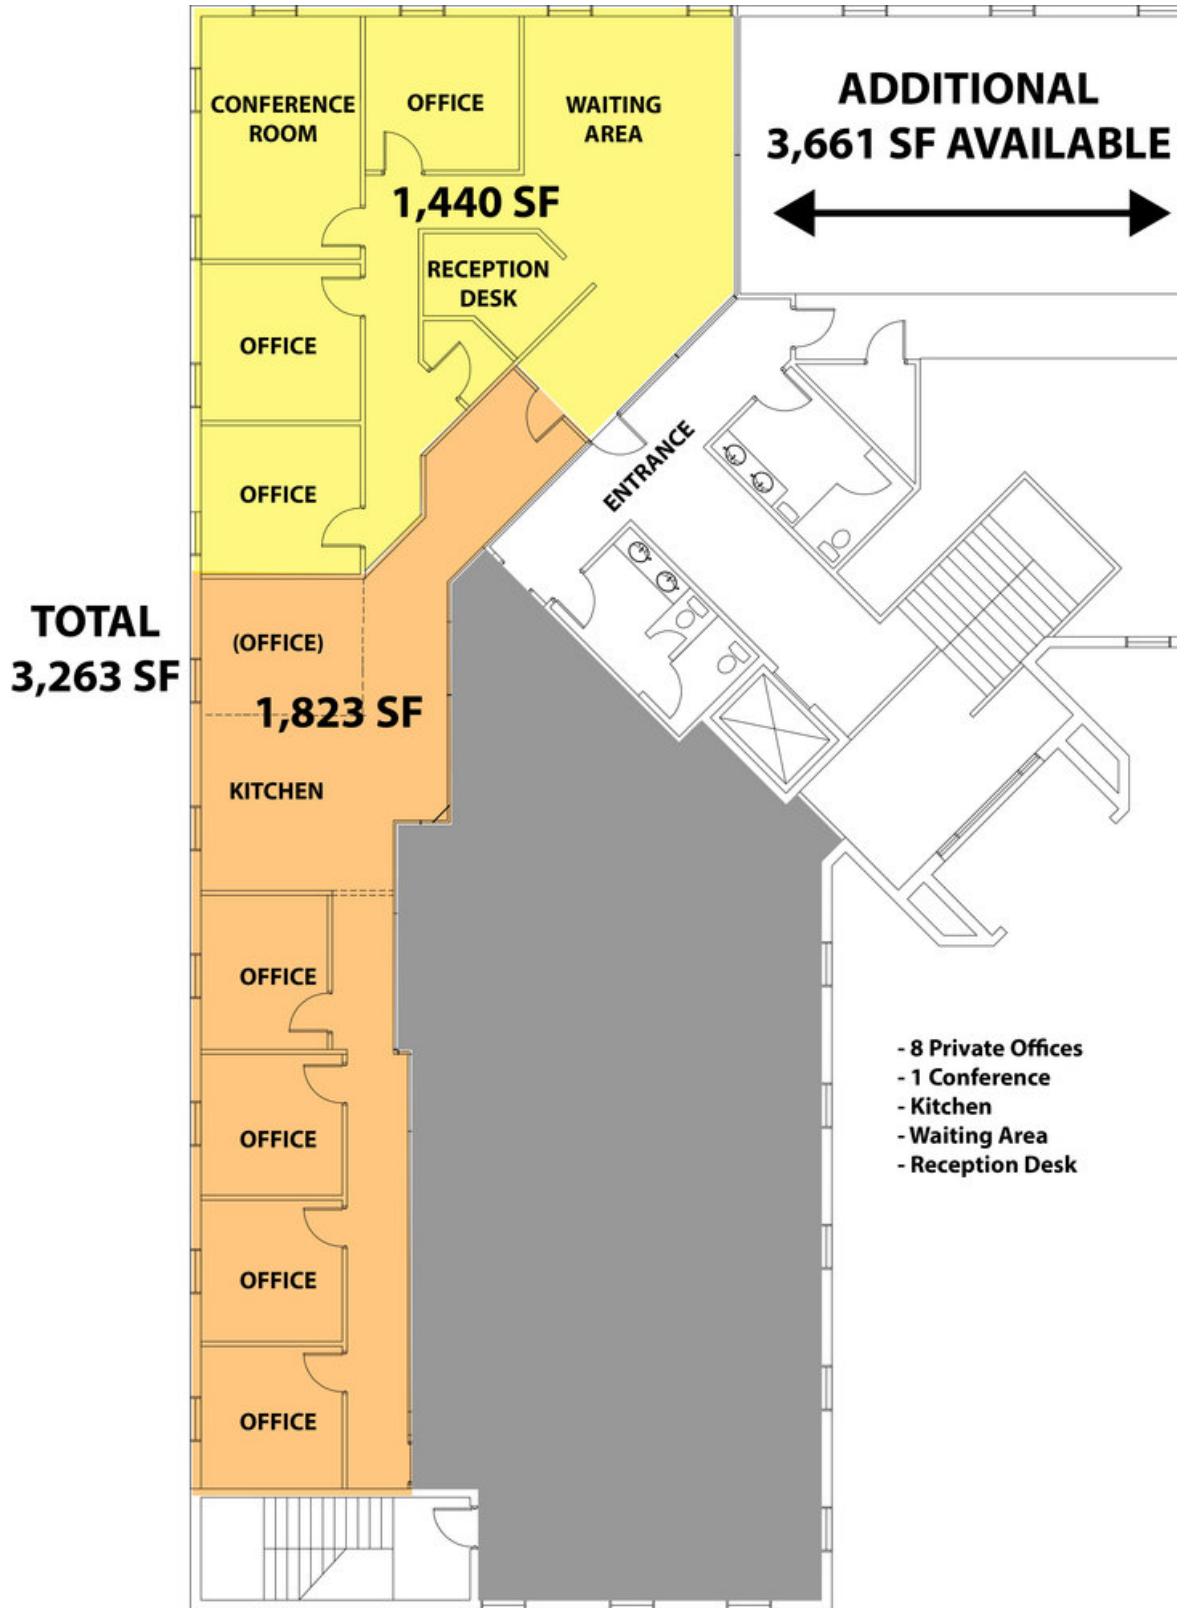 CONFERENCE
ROOM
OFFICE
WAITING
AREA
ADDITIONAL
3,661 SF AVAILABLE
1,440 SF
RECEPTION
DESK
OFFICE
ENTRANCE
OFFICE
TOTAL
3,263 SF
(OFFICE)
1,823 SF
KITCHEN
OFFICE
OFFICE
OFFICE
OFFICE
- 8 Private Offices
- 1 Conference
- Kitchen
- Waiting Area
- Reception Desk